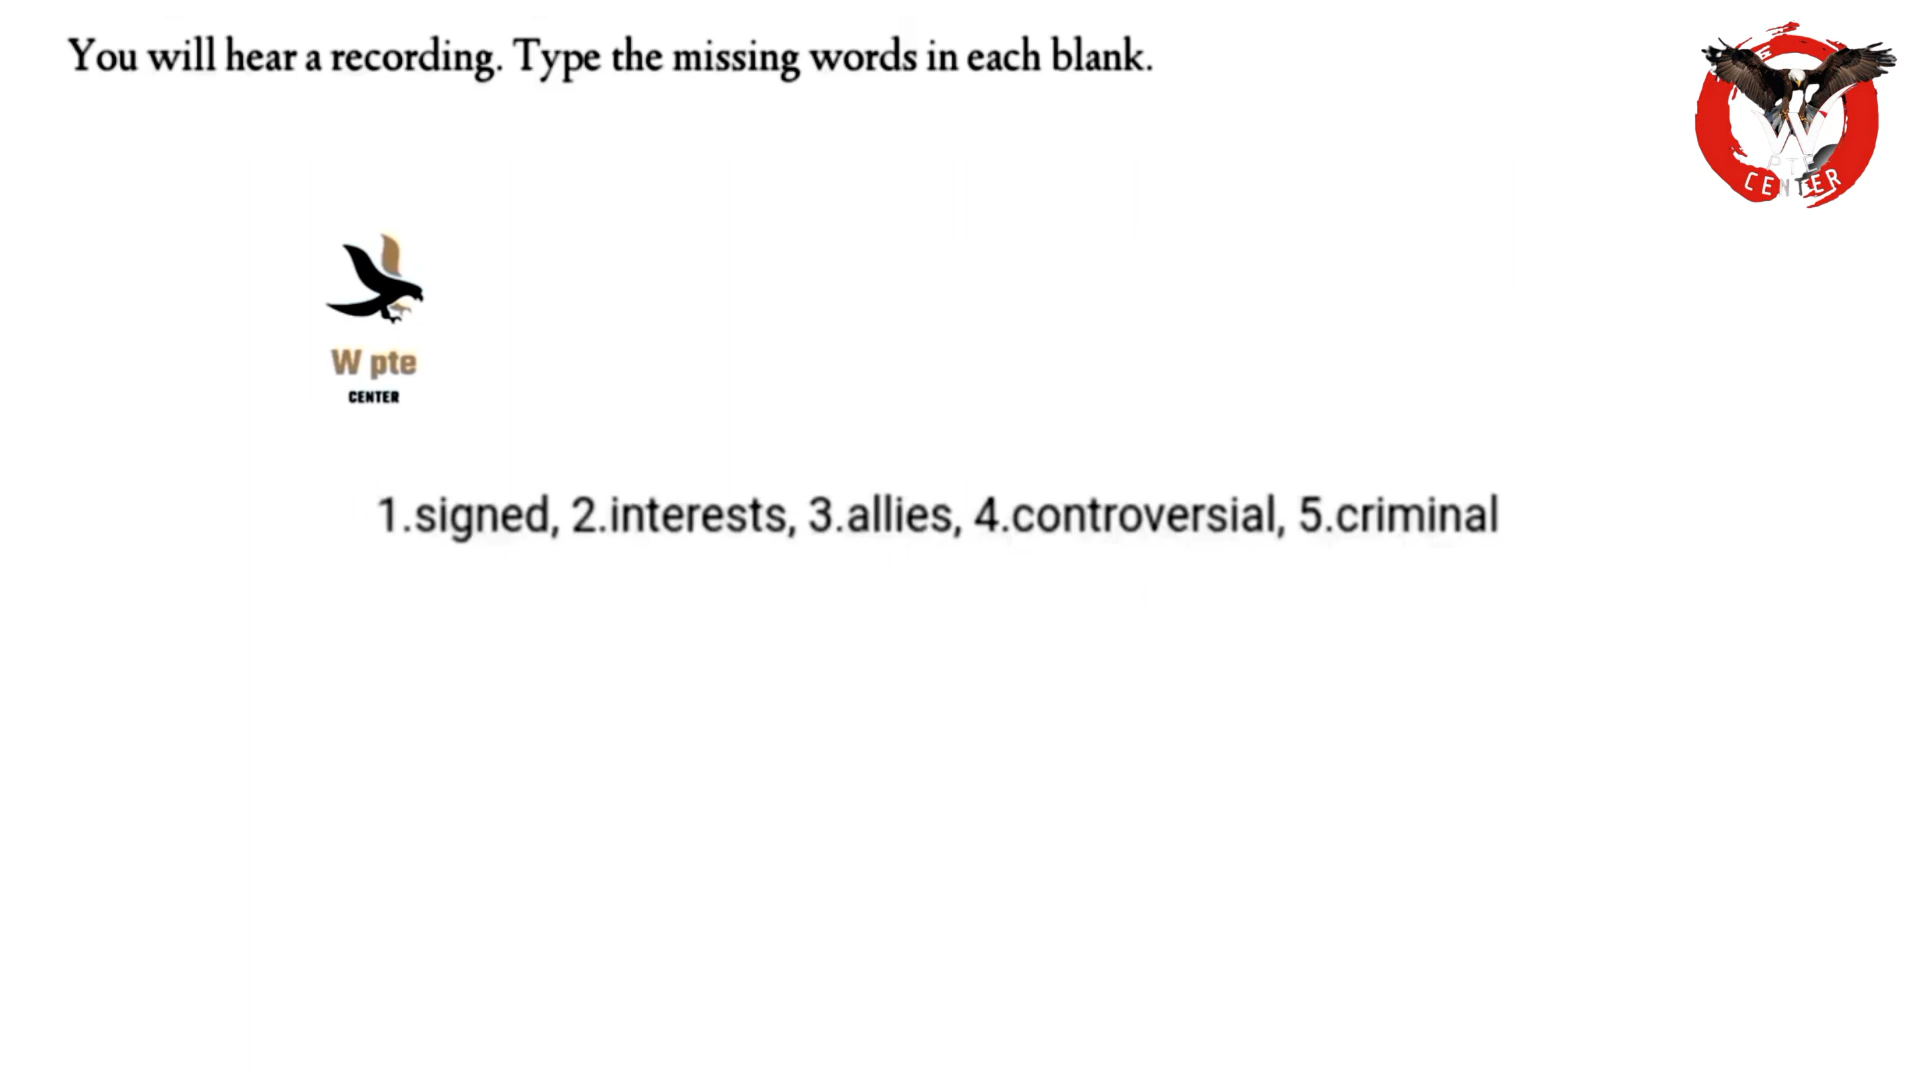 You will hear a recording. Type the missing words in each blank.
W
PTE
CENTER
W pte
CENTER
1.signed, 2.interests, 3.allies, 4.controversial, 5.criminal